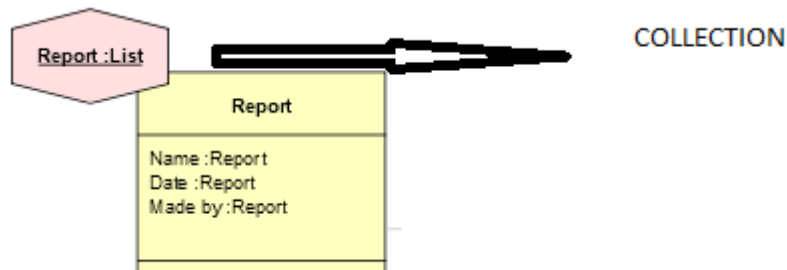 Report :List
COLLECTION
Report
Name :Report
Date :Report
Made by :Report